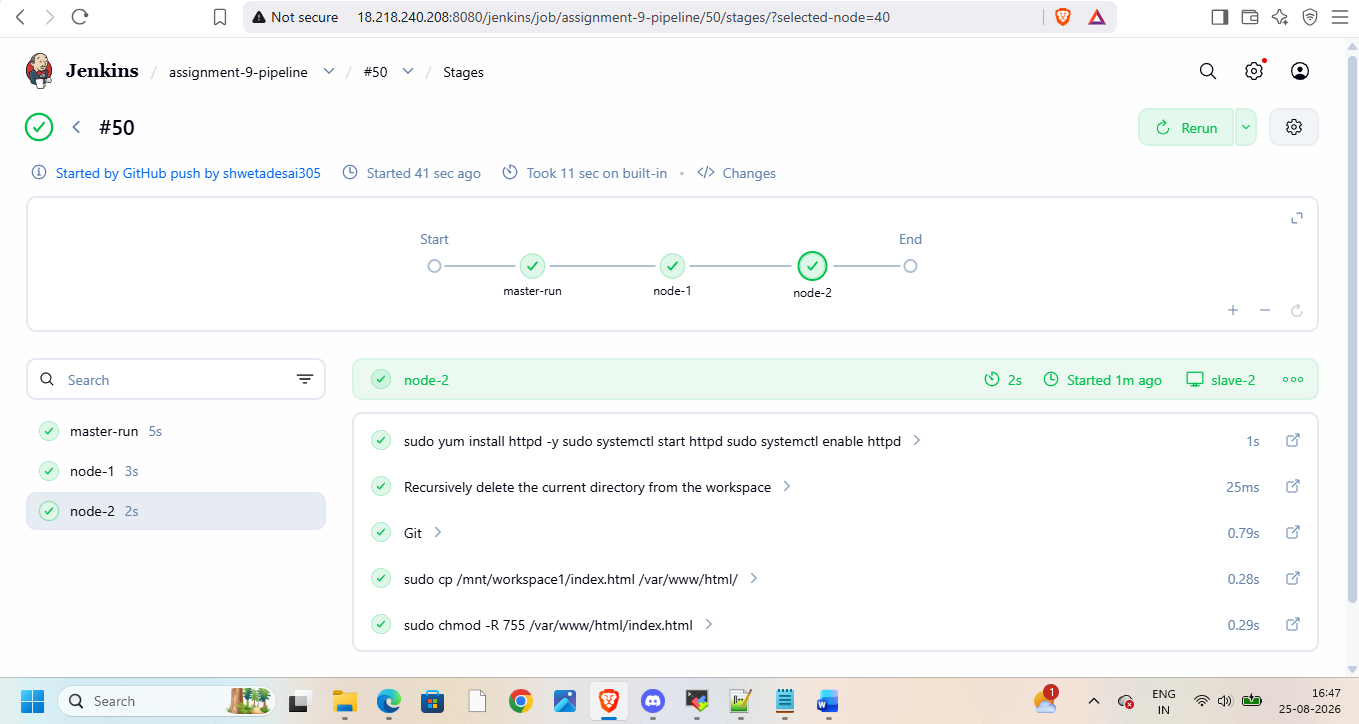 Not secure 18.218.240.208:8080/jenkins/job/assignment-9-pipeline/50/stages/?selected-node=40
Jenkins / assignment-9-pipeline / #50 / Stages
#50
Rerun
Started by GitHub push by shwetadesai305 Started 41 sec ago Took 11 sec on built-in Changes
Start End
master-run node-1 node-2
Search
node-2 2s Started 1m ago slave-2
master-run 5s
sudo yum install httpd -y sudo systemctl start httpd sudo systemctl enable httpd 1s
node-1 3s
Recursively delete the current directory from the workspace 25ms
node-2 2s
Git 0.79s
sudo cp /mnt/workspace1/index.html /var/www/html/ 0.28s
sudo chmod -R 755 /var/www/html/index.html 0.29s
Search 1 ENG 16:47
IN 25-08-2026